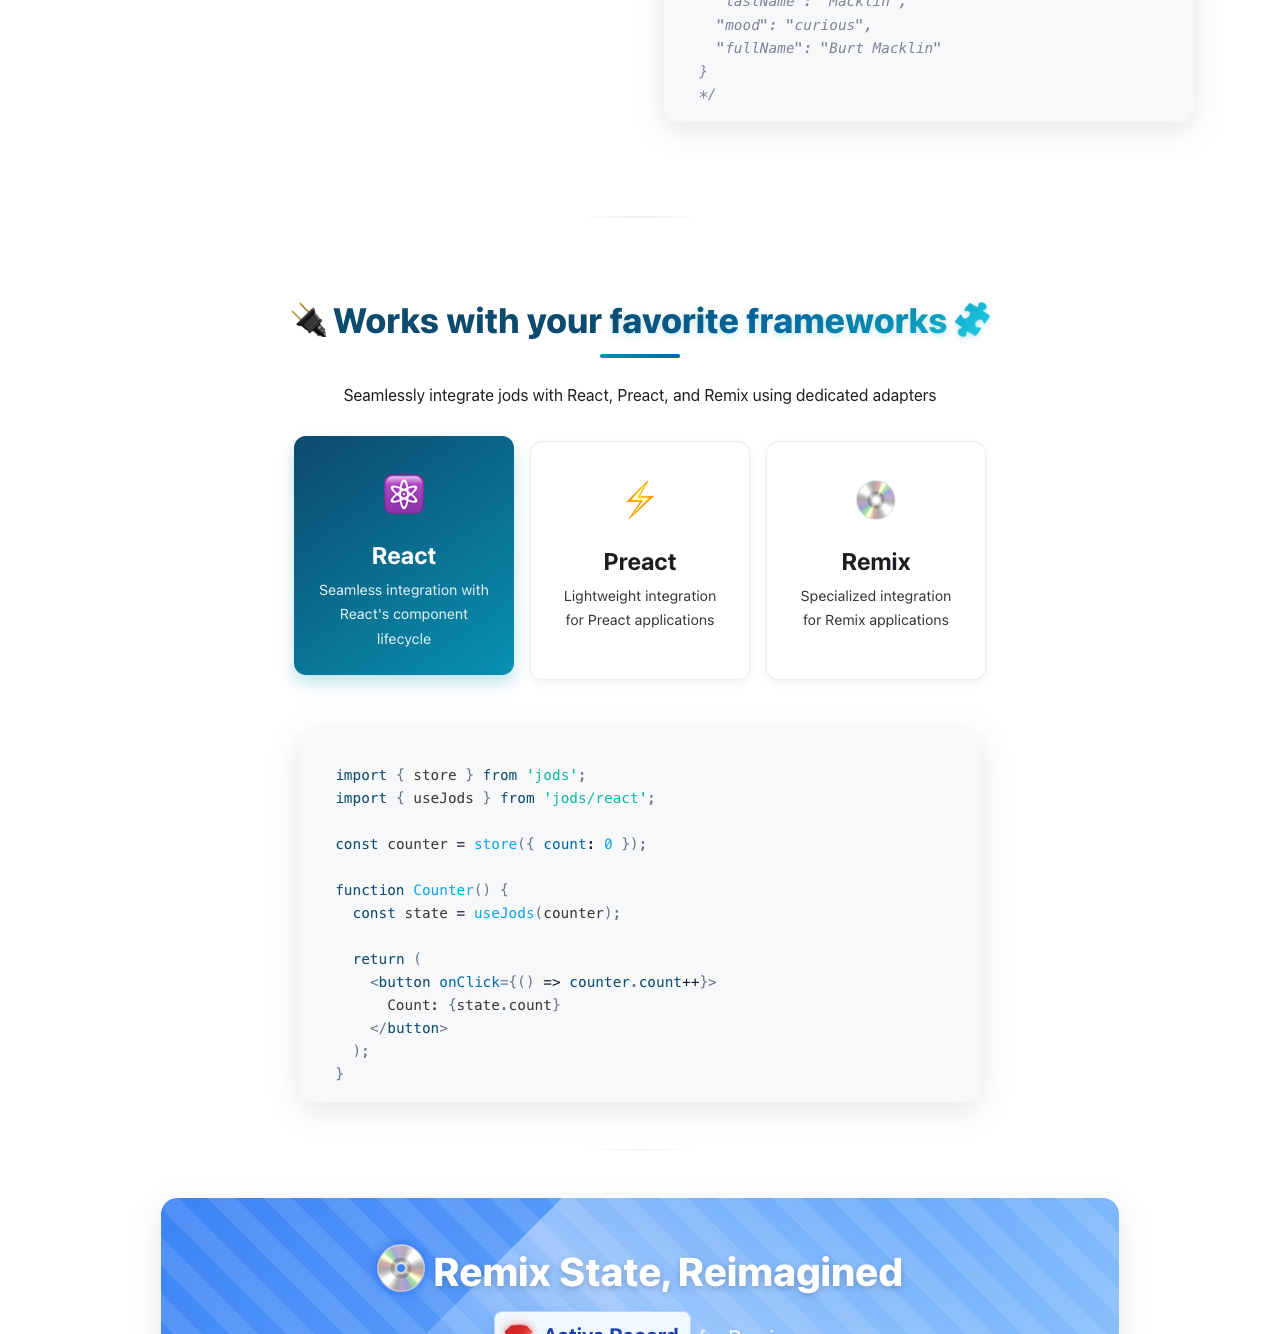 "lastName": "Macklin",
"mood": "curious",
"fullName": "Burt Macklin"
}
*/
Works with your favorite frameworks
Seamlessly integrate jods with React, Preact, and Remix using dedicated adapters
React
Seamless integration with
React's component
lifecycle
Preact
Lightweight integration
for Preact applications
Remix
Specialized integration
for Remix applications
import { store } from 'jods';
import { useJods } from 'jods/react';
const counter = store({ count: 0 });
function Counter() {
const state = useJods(counter);
return (
<button onClick={() => counter.count++}>
Count: {state.count}
</button>
);
}
Remix State, Reimagined
Active Record for Remix